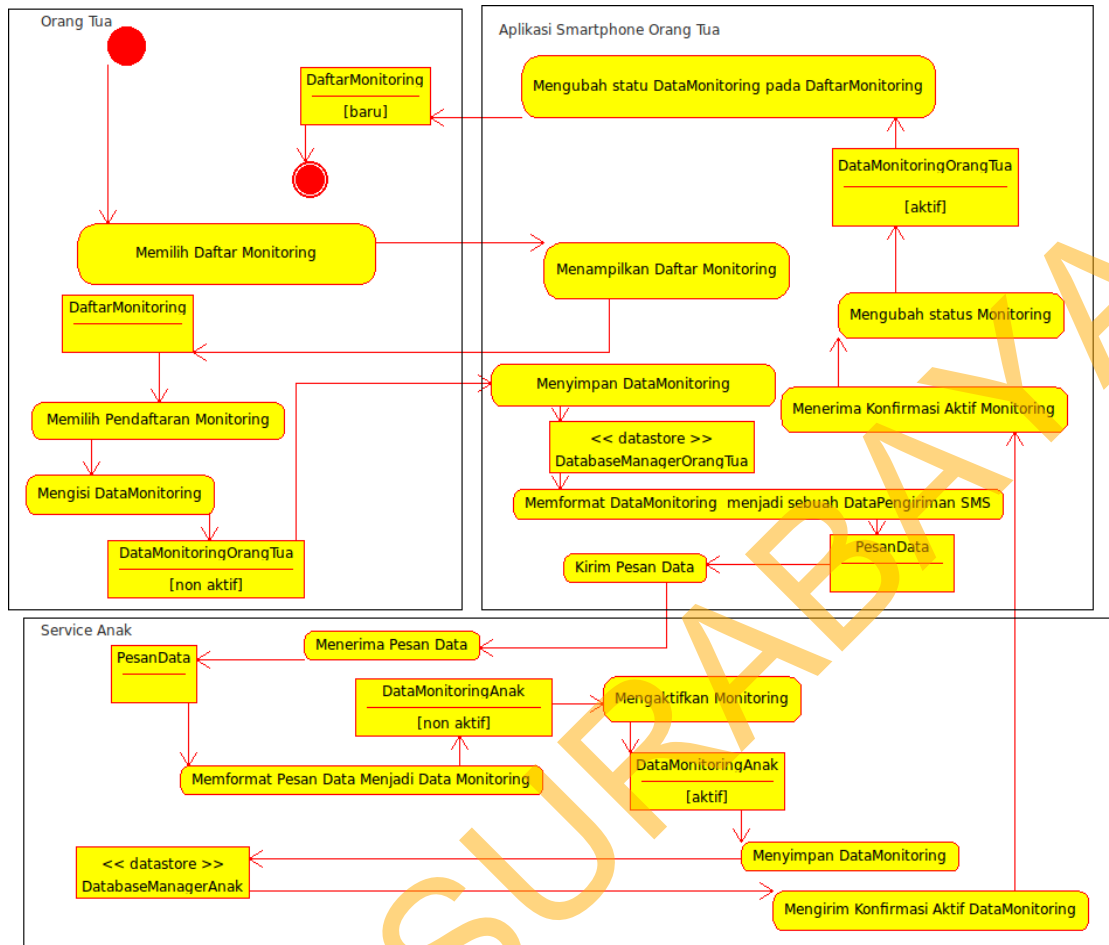 Orang Tua
DaftarMonitoring
[baru]
Memilih Daftar Monitoring
DaftarMonitoring
Memilih Pendaftaran Monitoring
Mengisi DataMonitoring
DataMonitoringOrangTua
[non aktif]
Aplikasi Smartphone Orang Tua
Mengubah statu DataMonitoring pada DaftarMonitoring
DataMonitoringOrangTua
[aktif]
Menampilkan Daftar Monitoring
Mengubah status Monitoring
Menyimpan DataMonitoring
Menerima Konfirmasi Aktif Monitoring
<< datastore >>
DatabaseManagerOrangTua
Memformat DataMonitoring menjadi sebuah DataPengiriman SMS
PesanData
Kirim Pesan Data
Service Anak
Menerima Pesan Data
PesanData
DataMonitoringAnak
[non aktif]
Mengaktifkan Monitoring
Memformat Pesan Data Menjadi Data Monitoring
DataMonitoringAnak
[aktif]
Menyimpan DataMonitoring
<< datastore >>
DatabaseManagerAnak
Mengirim Konfirmasi Aktif DataMonitoring
SURABAYA